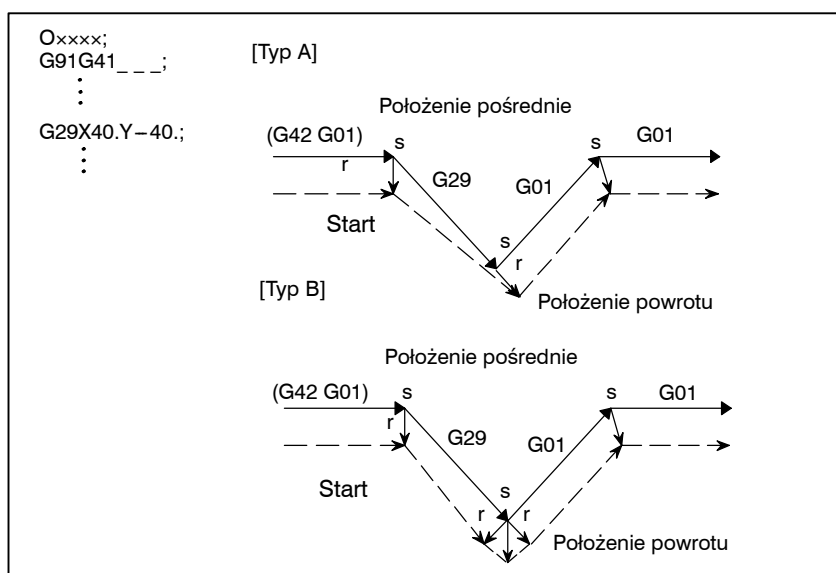 O××××;
G91G41_ _ _;
G29X40.Y−40.;
[Typ A]
Położenie pośrednie
(G42 G01) s s G01
r
G29 G01
Start
s
r
Położenie powrotu
[Typ B]
Położenie pośrednie
(G42 G01) s s G01
r
G29 G01
Start
s
r r
Położenie powrotu